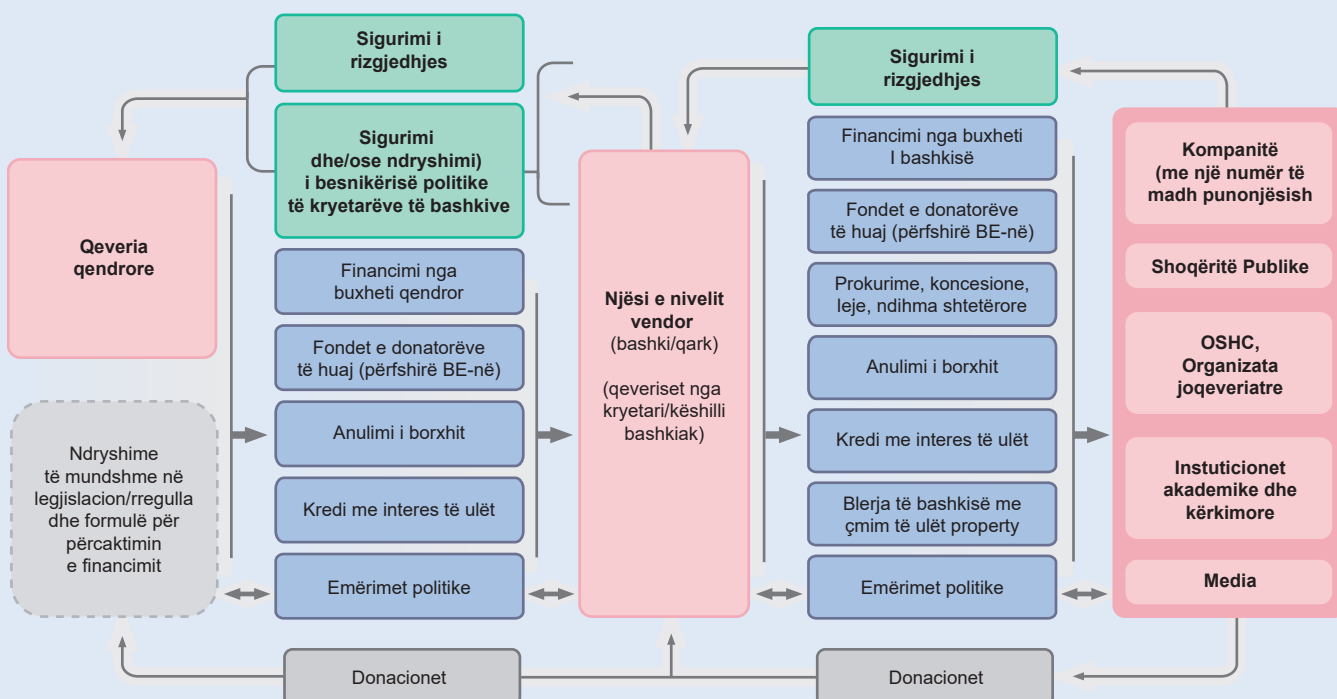 Sigurimi i
rizgjedhjes
Sigurimi
dhe/ose ndryshimi)
i besnikërisë politike
të kryetarëve të bashkive
Qeveria
qendrore
Ndryshime
të mundshme në
legjislacion/rregulla
dhe formulë për
përcaktimin
e financimit
Financimi nga
buxheti qendror
Fondet e donatorëve
të huaj (përfshirë BE-në)
Anulimi i borxhit
Kredi me interes të ulët
Emërimet politike
Donacionet
Njësi e nivelit
vendor
(bashki/qark)
(qeveriset nga
kryetari/këshilli
bashkiak)
Sigurimi i
rizgjedhjes
Financimi nga buxheti
I bashkisë
Fondet e donatorëve
të huaj (përfshirë BE-në)
Prokurime, koncesione,
leje, ndihma shtetërore
Anulimi i borxhit
Kredi me interes të ulët
Blerja të bashkisë me
çmim të ulët property
Emërimet politike
Donacionet
Kompanitë
(me një numër të
madh punonjësish
Shoqëritë Publike
OSHC,
Organizata
joqeveriatre
Instuticionet
akademike dhe
kërkimore
Media